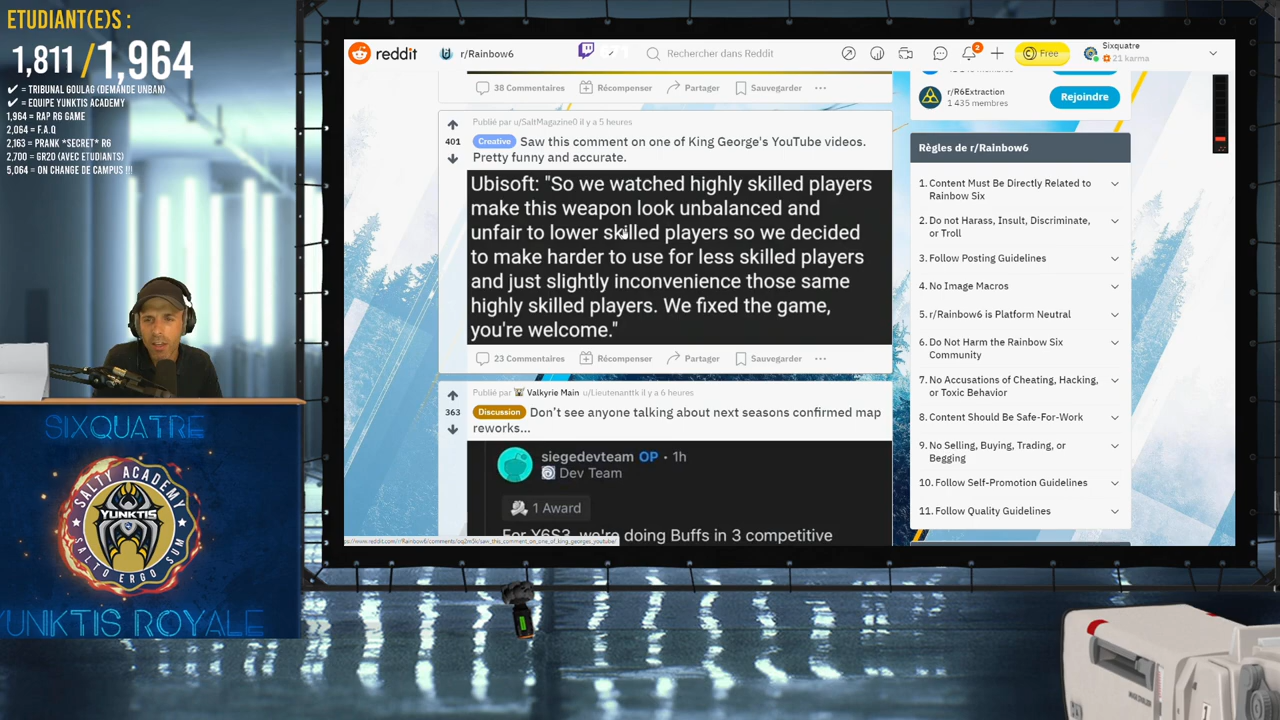 ETUDIANT(E)S :
1,811 / 1,964
✔ = TRIBUNAL GOULAG (DEMANDE UNBAN)
✔ = EQUIPE YUNKTIS ACADEMY
1,964 = RAP R6 GAME
2,064 = F.A.Q
2,163 = PRANK *SECRET* R6
2,700 = GR20 (AVEC ETUDIANTS)
5,064 = ON CHANGE DE CAMPUS !!!
SIXQUATRE
SALTY ACADEMY
YUNKTIS
SALTO ERGO SUM
YUNKTIS ROYALE
reddit
r/Rainbow6
Rechercher dans Reddit
2
Free
Sixquatre
21 karma
38 Commentaires
Récompenser
Partager
Sauvegarder
Publié par u/SaltMagazine0 il y a 5 heures
401
Creative Saw this comment on one of King George's YouTube videos.
Pretty funny and accurate.
Ubisoft: "So we watched highly skilled players
make this weapon look unbalanced and
unfair to lower skilled players so we decided
to make harder to use for less skilled players
and just slightly inconvenience those same
highly skilled players. We fixed the game,
you're welcome."
23 Commentaires
Récompenser
Partager
Sauvegarder
Publié par Valkyrie Main u/Lieutenanttk il y a 6 heures
363
Discussion Don't see anyone talking about next seasons confirmed map
reworks...
siegedevteam OP • 1h
Dev Team
1 Award
For Y6S3 we're doing Buffs in 3 competitive
r/R6Extraction
1 435 membres
Rejoindre
Règles de r/Rainbow6
1. Content Must Be Directly Related to
Rainbow Six
2. Do not Harass, Insult, Discriminate,
or Troll
3. Follow Posting Guidelines
4. No Image Macros
5. r/Rainbow6 is Platform Neutral
6. Do Not Harm the Rainbow Six
Community
7. No Accusations of Cheating, Hacking,
or Toxic Behavior
8. Content Should Be Safe-For-Work
9. No Selling, Buying, Trading, or
Begging
10. Follow Self-Promotion Guidelines
11. Follow Quality Guidelines